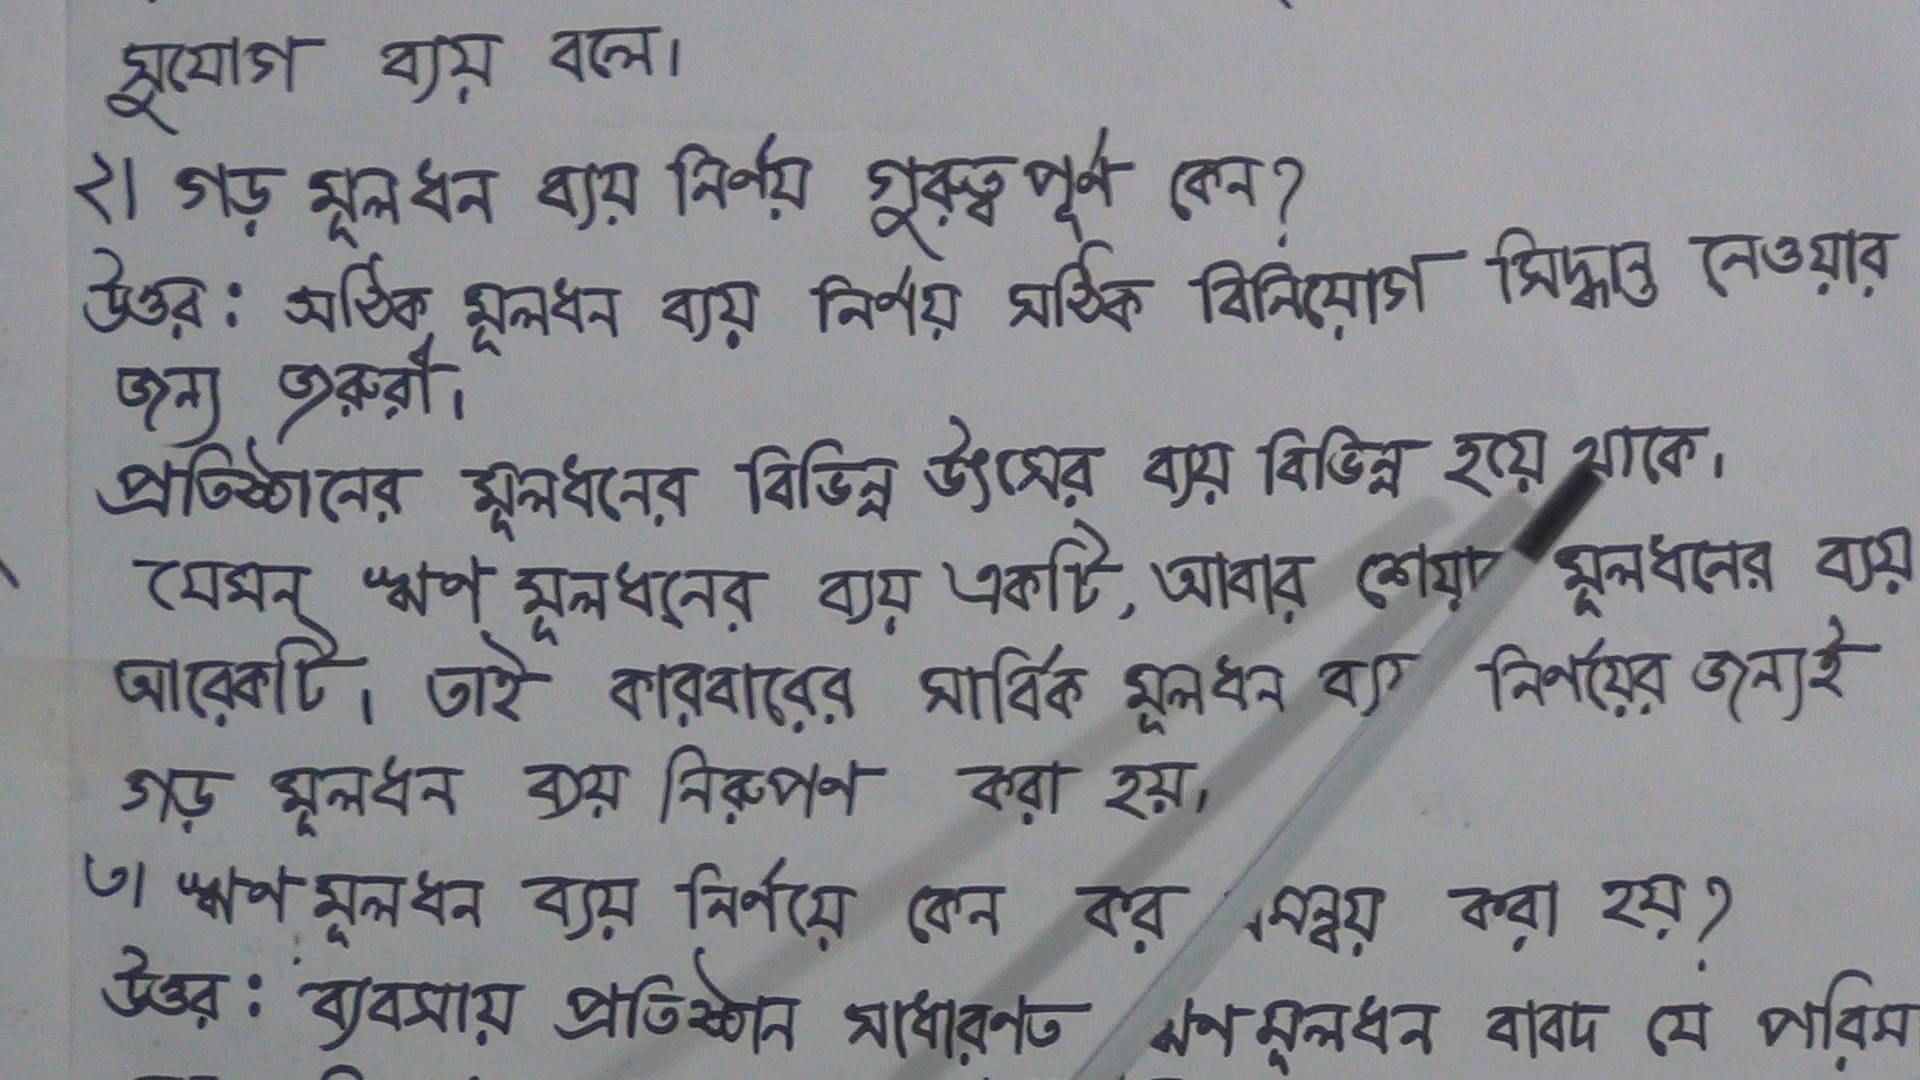 সুযোগ ব্যয় বলে।
২। গড় মূলধন ব্যয় নির্ণয় গুরুত্বপূর্ণ কেন?
উত্তর: সঠিক মূলধন ব্যয় নির্ণয় সঠিক বিনিয়োগ সিদ্ধান্ত নেওয়ার
জন্য জরুরী।
প্রতিষ্ঠানের মূলধনের বিভিন্ন উৎসের ব্যয় বিভিন্ন হয়ে থাকে।
যেমন ঋণ মূলধনের ব্যয় একটি, আবার মূলধনের ব্যয়
আরেকটি। তাই কারবারের সার্বিক মূলধন ব্যয় নির্ণয়ের জন্যই
গড় মূলধন ব্যয় নিরুপণ করা হয়।
৩। ঋণ মূলধন ব্যয় নির্ণয়ে কেন কর সমন্বয় করা হয়?
উত্তর: ব্যবসায় প্রতিষ্ঠান সাধারণত ঋণ মূলধন বাবদ যে